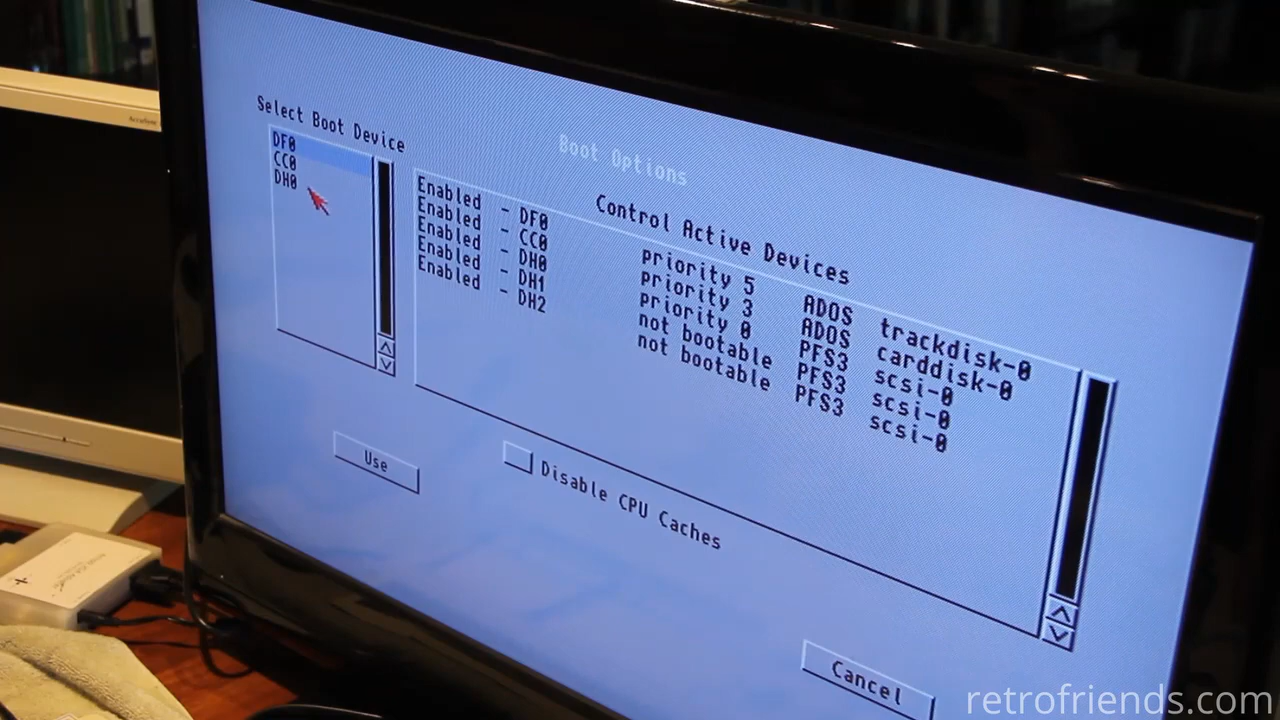 AccuSync
Select Boot Device
DF0
CC0
DH0
Boot Options
Control Active Devices
Enabled - DF0 priority 5 ADOS trackdisk-0
Enabled - CC0 priority 3 ADOS carddisk-0
Enabled - DH0 priority 0 PFS3 scsi-0
Enabled - DH1 not bootable PFS3 scsi-0
Enabled - DH2 not bootable PFS3 scsi-0
Use
Disable CPU Caches
Cancel
retrofriends.com